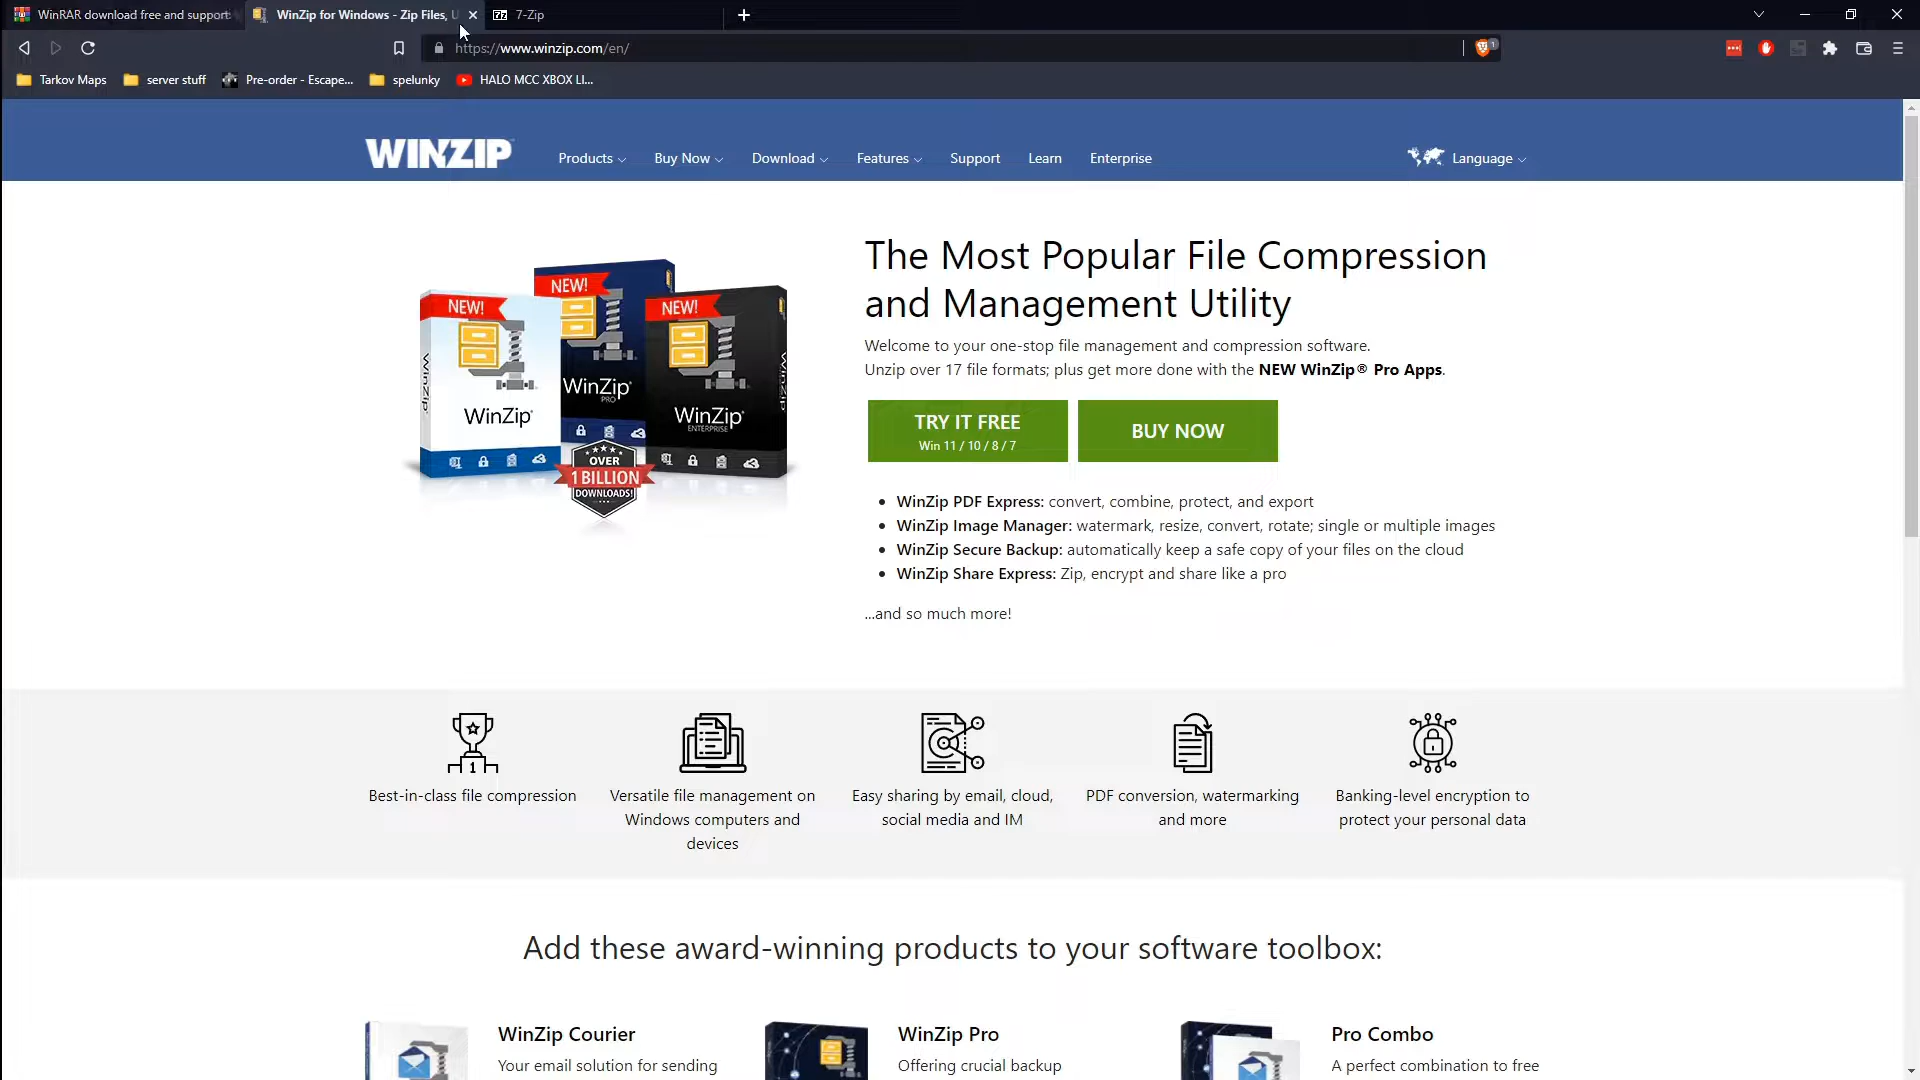 WinRAR download free and support
WinZip for Windows - Zip Files, U
7-Zip
https://www.winzip.com/en/
1
Tarkov Maps
server stuff
Pre-order - Escape...
spelunky
HALO MCC XBOX LI...
WINZIP
Products
Buy Now
Download
Features
Support
Learn
Enterprise
Language
The Most Popular File Compression
and Management Utility
Welcome to your one-stop file management and compression software.
Unzip over 17 file formats; plus get more done with the NEW WinZip® Pro Apps.
NEW!
WinZip®
WinZip
NEW!
WinZip®
PRO
NEW!
WinZip®
ENTERPRISE
WinZip
OVER
1 BILLION
DOWNLOADS!
TRY IT FREE
Win 11 / 10 / 8 / 7
BUY NOW
• WinZip PDF Express: convert, combine, protect, and export
• WinZip Image Manager: watermark, resize, convert, rotate; single or multiple images
• WinZip Secure Backup: automatically keep a safe copy of your files on the cloud
• WinZip Share Express: Zip, encrypt and share like a pro
...and so much more!
1
Best-in-class file compression
Versatile file management on
Windows computers and
devices
Easy sharing by email, cloud,
social media and IM
PDF conversion, watermarking
and more
Banking-level encryption to
protect your personal data
Add these award-winning products to your software toolbox:
WinZip Courier
Your email solution for sending
WinZip Pro
Offering crucial backup
Pro Combo
A perfect combination to free